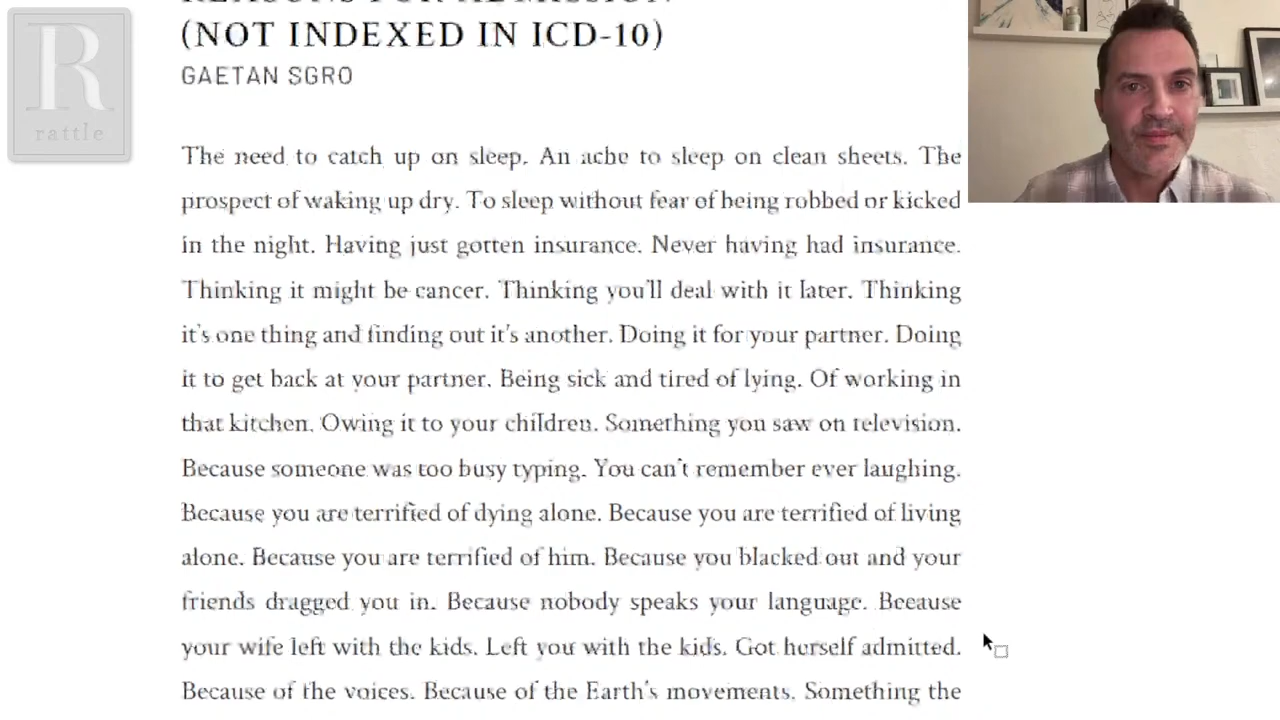 R
rattle
REASONS FOR ADMISSION
(NOT INDEXED IN ICD-10)
GAETAN SGRO
The need to catch up on sleep. An ache to sleep on clean sheets. The
prospect of waking up dry. To sleep without fear of being robbed or kicked
in the night. Having just gotten insurance. Never having had insurance.
Thinking it might be cancer. Thinking you'll deal with it later. Thinking
it's one thing and finding out it's another. Doing it for your partner. Doing
it to get back at your partner. Being sick and tired of lying. Of working in
that kitchen. Owing it to your children. Something you saw on television.
Because someone was too busy typing. You can't remember ever laughing.
Because you are terrified of dying alone. Because you are terrified of living
alone. Because you are terrified of him. Because you blacked out and your
friends dragged you in. Because nobody speaks your language. Because
your wife left with the kids. Left you with the kids. Got herself admitted.
Because of the voices. Because of the Earth's movements. Something the